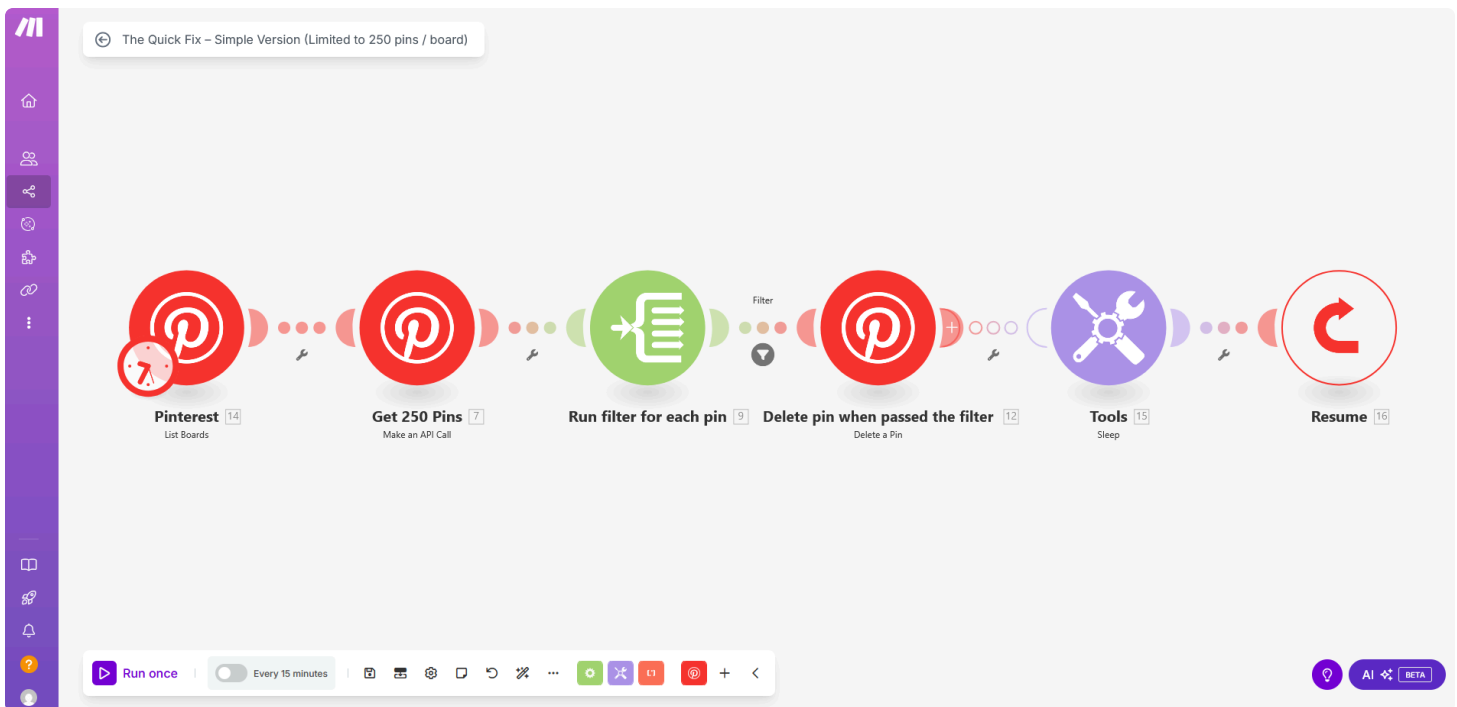 The Quick Fix – Simple Version (Limited to 250 pins / board)
Filter
Pinterest 14
List Boards
Get 250 Pins 7
Make an API Call
Run filter for each pin 9
Delete pin when passed the filter 12
Delete a Pin
Tools 15
Sleep
Resume 16
Run once
Every 15 minutes
AI BETA